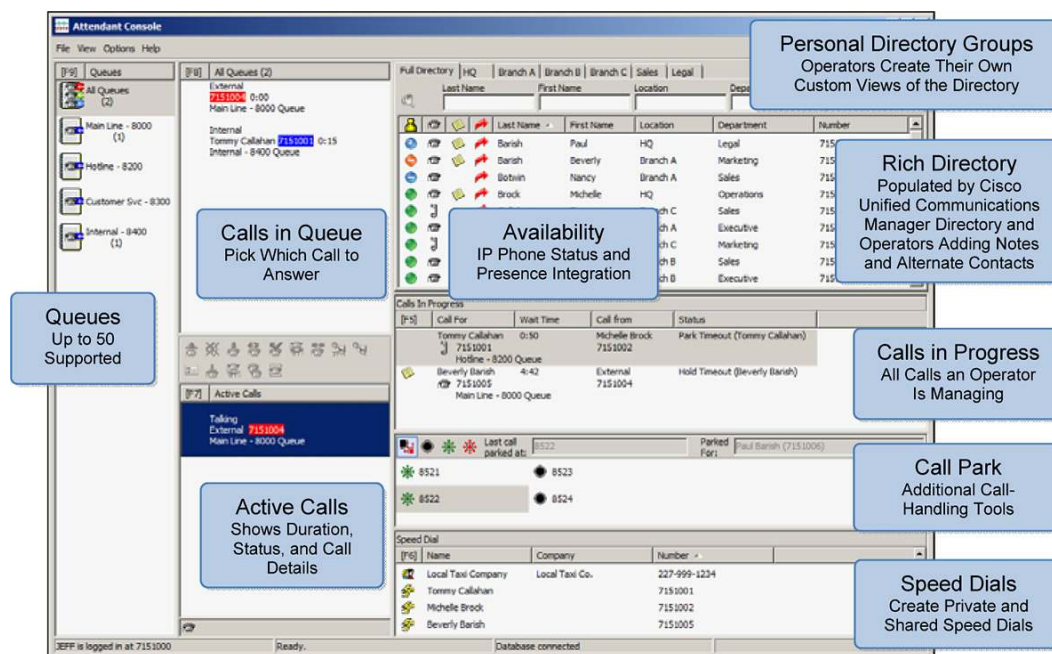 Attendant Console
File View Options Help
[F9] Queues
All Queues
(2)
Main Line - 8000
(1)
Hotline - 8200
Customer Svc - 8300
Internal - 8400
(1)
Queues
Up to 50
Supported
[F8] All Queues (2)
External
7151004 0:00
Main Line - 8000 Queue
Internal
Tommy Callahan 7151001 0:15
Internal - 8400 Queue
Calls in Queue
Pick Which Call to
Answer
[F7] Active Calls
Talking
External 7151004
Main Line - 8000 Queue
Active Calls
Shows Duration,
Status, and Call
Details
Full Directory HQ Branch A Branch B Branch C Sales Legal
Last Name First Name Location
Last Name First Name Location Department Number
Barish Paul HQ Legal 715
Barish Beverly Branch A Marketing 715
Botwin Nancy Branch A Sales 715
Brock Michelle HQ Operations 715
Sales 715
Executive 715
Marketing 715
Sales 715
Executive 715
Availability
IP Phone Status and
Presence Integration
Personal Directory Groups
Operators Create Their Own
Custom Views of the Directory
Rich Directory
Populated by Cisco
Unified Communications
Manager Directory and
Operators Adding Notes
and Alternate Contacts
Calls In Progress
[F5] Call For Wait Time Call from Status
Tommy Callahan 0:50 Michelle Brock Park Timeout (Tommy Callahan)
7151001 7151002
Hotline - 8200 Queue
Beverly Barish 4:42 External Hold Timeout (Beverly Barish)
7151005 7151004
Main Line - 8000 Queue
Calls in Progress
All Calls an Operator
Is Managing
Last call
parked at: 8522 Parked
For: Paul Barish (7151006)
8521 8523
8522 8524
Call Park
Additional Call-
Handling Tools
Speed Dial
[F6] Name Company Number
Local Taxi Company Local Taxi Co. 227-999-1234
Tommy Callahan 7151001
Michelle Brock 7151002
Beverly Barish 7151005
Speed Dials
Create Private and
Shared Speed Dials
JEFF is logged in at 7151000 Ready. Database connected